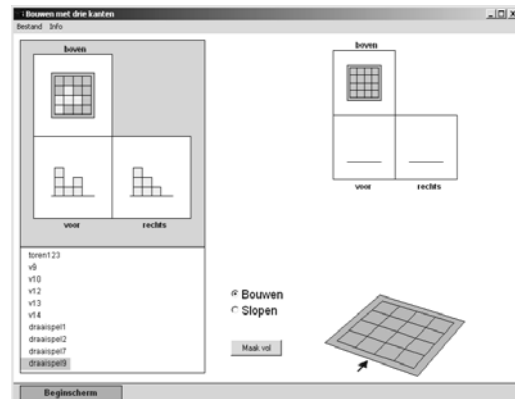 Bouwen met drie kanten
Bestand Info
boven
voor rechts
boven
voor rechts
toren123
v9
v10
v12
v13
v14
draaispel1
draaispel2
draaispel7
draaispel9
Bouwen
Slopen
Maak vol
Beginscherm